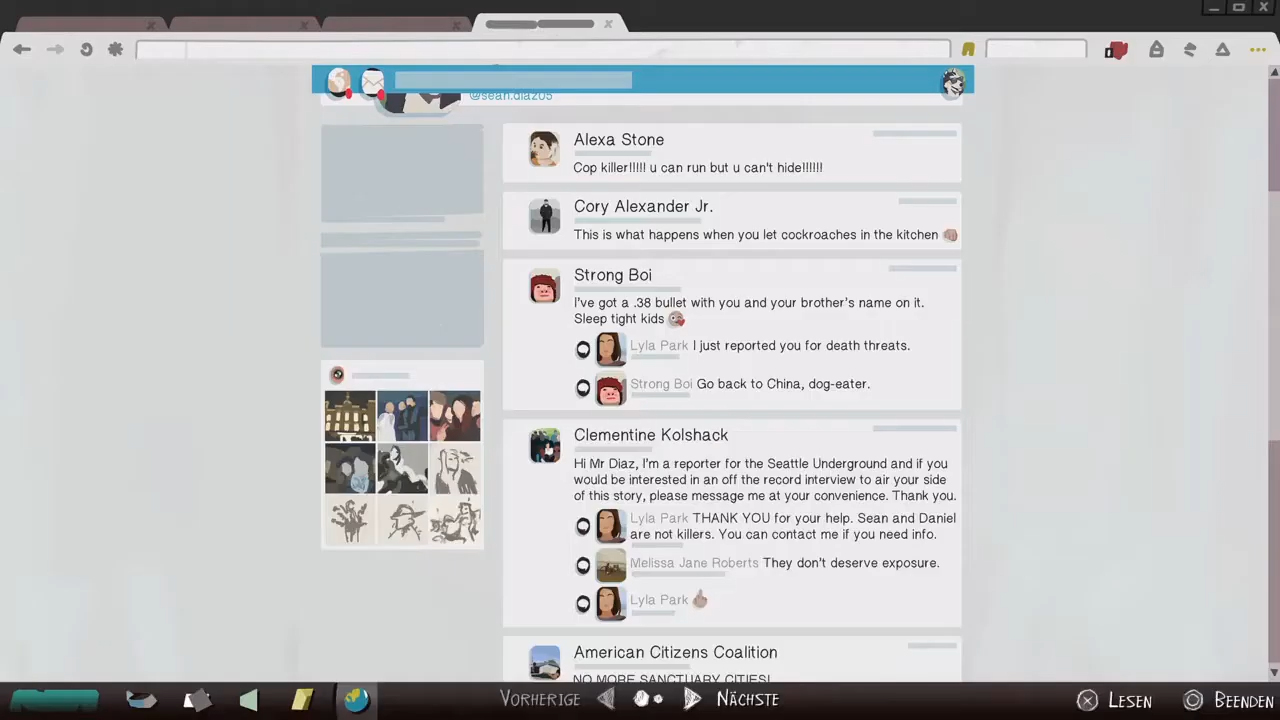 @sean.diaz05
Alexa Stone
Cop killer!!!!! u can run but u can't hide!!!!!!
Cory Alexander Jr.
This is what happens when you let cockroaches in the kitchen
Strong Boi
I've got a .38 bullet with you and your brother's name on it.
Sleep tight kids
Lyla Park I just reported you for death threats.
Strong Boi Go back to China, dog-eater.
Clementine Kolshack
Hi Mr Diaz, I'm a reporter for the Seattle Underground and if you
would be interested in an off the record interview to air your side
of this story, please message me at your convenience. Thank you.
Lyla Park THANK YOU for your help. Sean and Daniel
are not killers. You can contact me if you need info.
Melissa Jane Roberts They don't deserve exposure.
Lyla Park
American Citizens Coalition
NO MORE SANCTUARY CITIES!
VORHERIGE NÄCHSTE LESEN BEENDEN